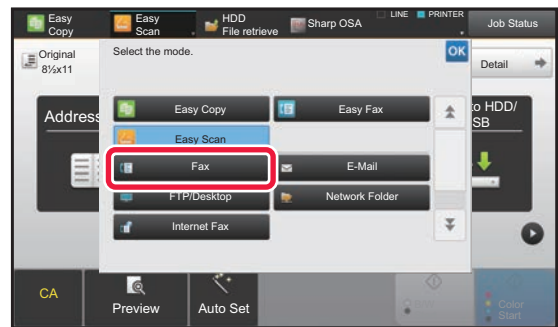 Easy
Copy
Easy
Scan
HDD
File retrieve
Sharp OSA
LINE
PRINTER
Job Status
Original
8½x11
Select the mode.
OK
Detail
Address
to HDD/
SB
Easy Copy
Easy Fax
Easy Scan
Fax
E-Mail
FTP/Desktop
Network Folder
Internet Fax
CA
Preview
Auto Set
Color
Start